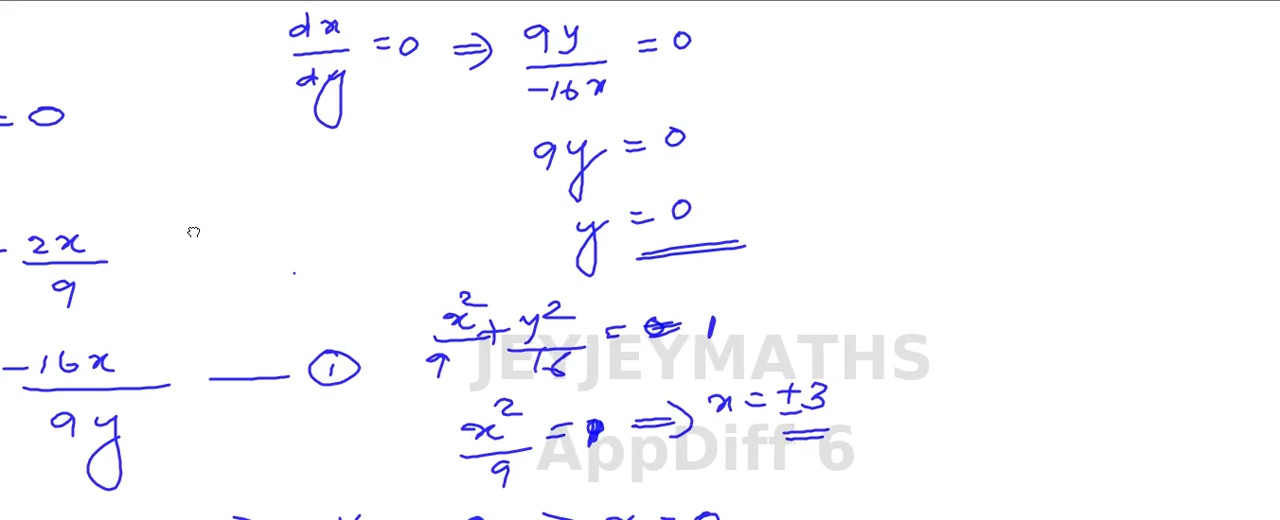 dx/dy = 0 ⇒ 9y/-16x = 0
= 0
9y = 0
y = 0
2x/9
x²/9 + y²/16 = 1
-16x/9y —— ①
JEYJEYMATHS
x²/9 = 1 ⇒ x = ±3
AppDiff 6